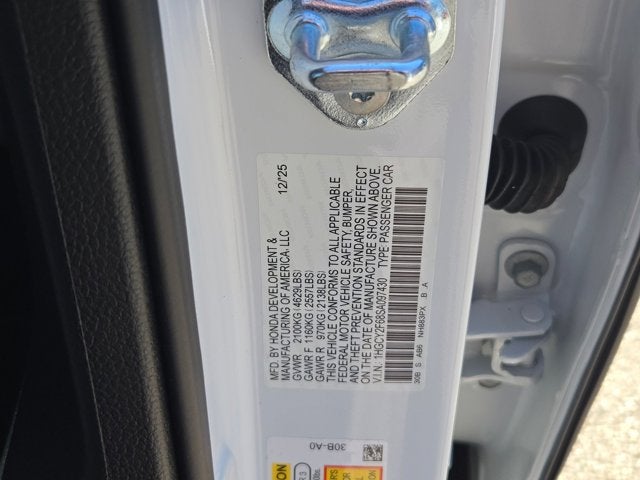 MFD. BY HONDA DEVELOPMENT & 12/25
MANUFACTURING OF AMERICA, LLC
GVWR 2100KG(4629LBS)
GAWR F 1160KG(2557LBS)
GAWR R 970KG(2138LBS)
THIS VEHICLE CONFORMS TO ALL APPLICABLE
FEDERAL MOTOR VEHICLE SAFETY, BUMPER,
AND THEFT PREVENTION STANDARDS IN EFFECT
ON THE DATE OF MANUFACTURE SHOWN ABOVE.
V.I.N.: 1HGCY2F68SA097430 TYPE:PASSENGER CAR
30B S AB6 NH883PX B A
30B-A0